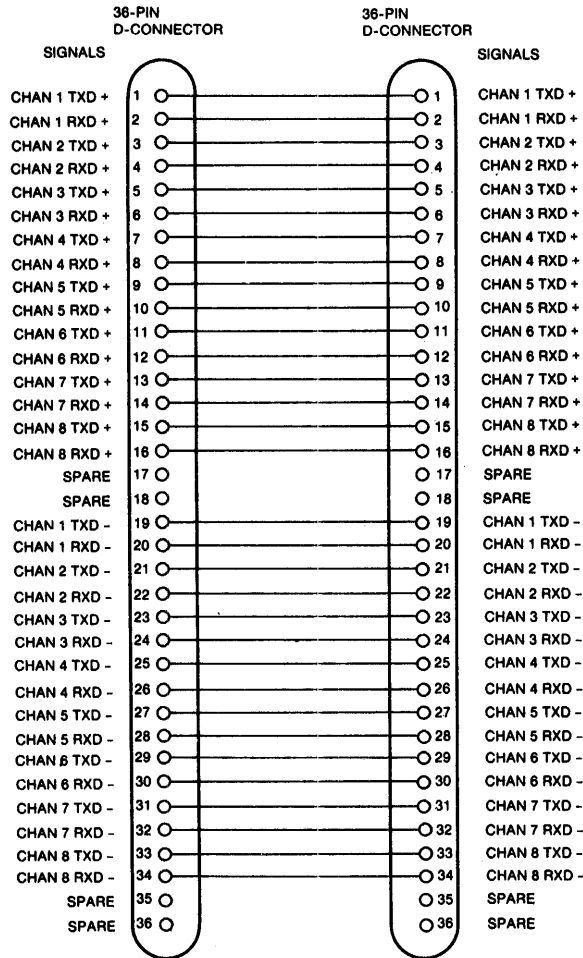 36-PIN
D-CONNECTOR
36-PIN
D-CONNECTOR
SIGNALS
SIGNALS
CHAN 1 TXD + 1 1 CHAN 1 TXD +
CHAN 1 RXD + 2 2 CHAN 1 RXD +
CHAN 2 TXD + 3 3 CHAN 2 TXD +
CHAN 2 RXD + 4 4 CHAN 2 RXD +
CHAN 3 TXD + 5 5 CHAN 3 TXD +
CHAN 3 RXD + 6 6 CHAN 3 RXD +
CHAN 4 TXD + 7 7 CHAN 4 TXD +
CHAN 4 RXD + 8 8 CHAN 4 RXD +
CHAN 5 TXD + 9 9 CHAN 5 TXD +
CHAN 5 RXD + 10 10 CHAN 5 RXD +
CHAN 6 TXD + 11 11 CHAN 6 TXD +
CHAN 6 RXD + 12 12 CHAN 6 RXD +
CHAN 7 TXD + 13 13 CHAN 7 TXD +
CHAN 7 RXD + 14 14 CHAN 7 RXD +
CHAN 8 TXD + 15 15 CHAN 8 TXD +
CHAN 8 RXD + 16 16 CHAN 8 RXD +
SPARE 17 17 SPARE
SPARE 18 18 SPARE
CHAN 1 TXD - 19 19 CHAN 1 TXD -
CHAN 1 RXD - 20 20 CHAN 1 RXD -
CHAN 2 TXD - 21 21 CHAN 2 TXD -
CHAN 2 RXD - 22 22 CHAN 2 RXD -
CHAN 3 TXD - 23 23 CHAN 3 TXD -
CHAN 3 RXD - 24 24 CHAN 3 RXD -
CHAN 4 TXD - 25 25 CHAN 4 TXD -
CHAN 4 RXD - 26 26 CHAN 4 RXD -
CHAN 5 TXD - 27 27 CHAN 5 TXD -
CHAN 5 RXD - 28 28 CHAN 5 RXD -
CHAN 6 TXD - 29 29 CHAN 6 TXD -
CHAN 6 RXD - 30 30 CHAN 6 RXD -
CHAN 7 TXD - 31 31 CHAN 7 TXD -
CHAN 7 RXD - 32 32 CHAN 7 RXD -
CHAN 8 TXD - 33 33 CHAN 8 TXD -
CHAN 8 RXD - 34 34 CHAN 8 RXD -
SPARE 35 35 SPARE
SPARE 36 36 SPARE